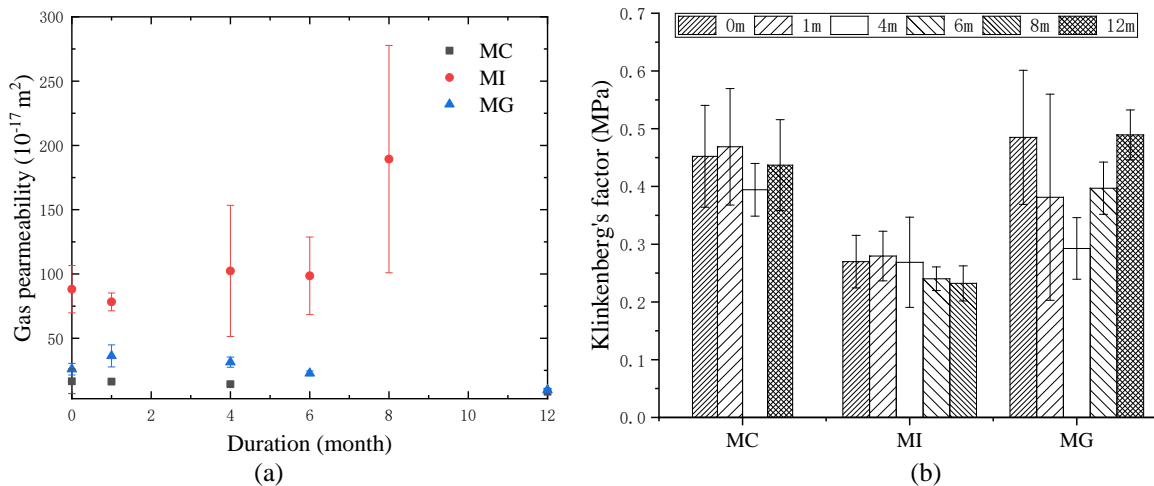 300
250
200
150
100
50
0
2
4
6
8
10
12
Gas pearmeability (10⁻¹⁷ m²)
Duration (month)
MC
MI
MG
(a)
0.7
0.6
0.5
0.4
0.3
0.2
0.1
0.0
Klinkenberg's factor (MPa)
0m 1m 4m 6m 8m 12m
MC MI MG
(b)